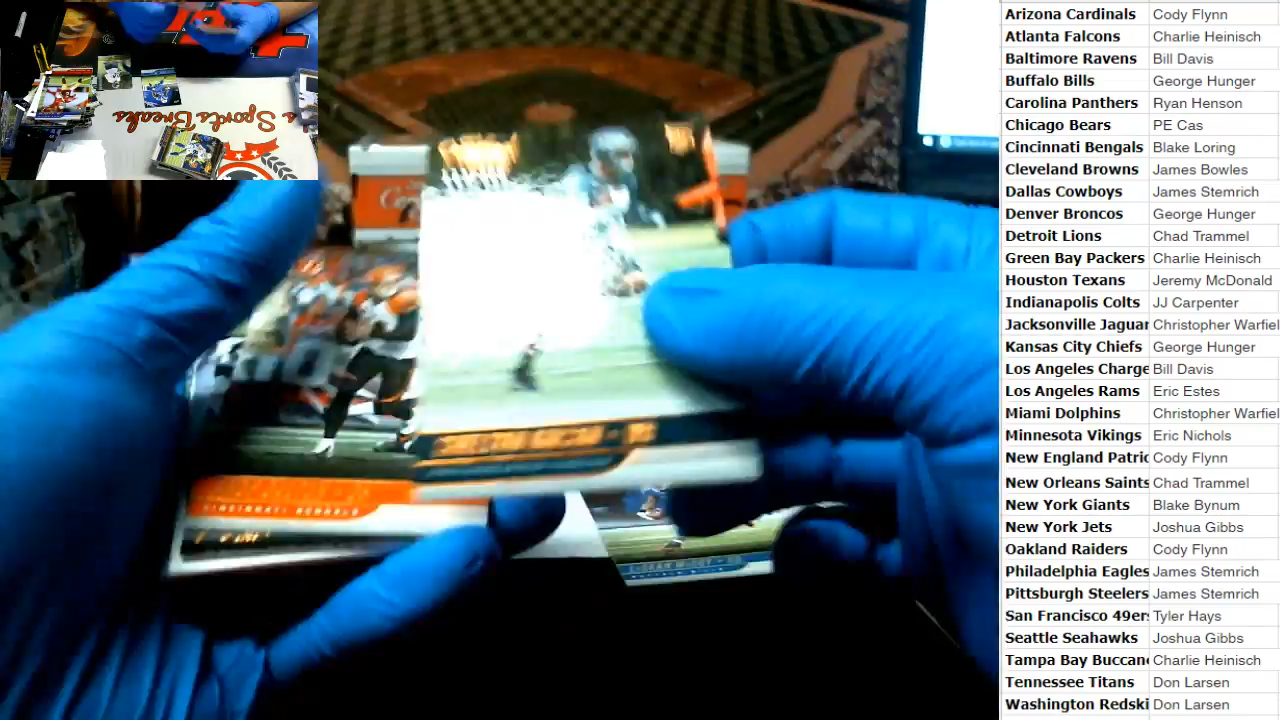 Arizona Cardinals Cody Flynn
Atlanta Falcons Charlie Heinisch
Baltimore Ravens Bill Davis
Buffalo Bills George Hunger
Carolina Panthers Ryan Henson
Chicago Bears PE Cas
Cincinnati Bengals Blake Loring
Cleveland Browns James Bowles
Dallas Cowboys James Stemrich
Denver Broncos George Hunger
Detroit Lions Chad Trammel
Green Bay Packers Charlie Heinisch
Houston Texans Jeremy McDonald
Indianapolis Colts JJ Carpenter
Jacksonville Jaguar Christopher Warfiel
Kansas City Chiefs George Hunger
Los Angeles Charge Bill Davis
Los Angeles Rams Eric Estes
Miami Dolphins Christopher Warfiel
Minnesota Vikings Eric Nichols
New England Patric Cody Flynn
New Orleans Saints Chad Trammel
New York Giants Blake Bynum
New York Jets Joshua Gibbs
Oakland Raiders Cody Flynn
Philadelphia Eagles James Stemrich
Pittsburgh Steelers James Stemrich
San Francisco 49ers Tyler Hays
Seattle Seahawks Joshua Gibbs
Tampa Bay Buccane Charlie Heinisch
Tennessee Titans Don Larsen
Washington Redski Don Larsen
s Sports Breaks
CINCINNATI BENGALS